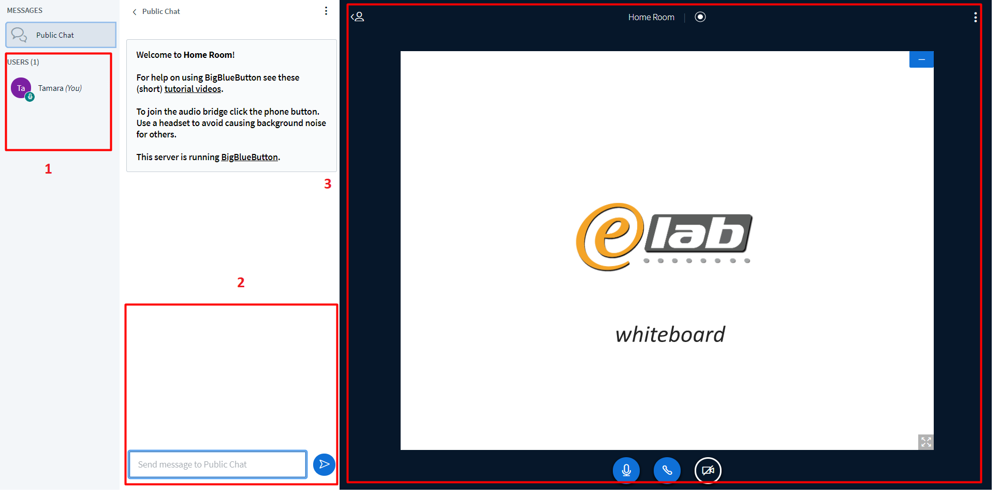 MESSAGES
Public Chat
USERS (1)
Ta
Tamara (You)
1
Public Chat
Welcome to Home Room!
For help on using BigBlueButton see these
(short) tutorial videos.
To join the audio bridge click the phone button.
Use a headset to avoid causing background noise
for others.
This server is running BigBlueButton.
3
2
Send message to Public Chat
Home Room
elab
whiteboard